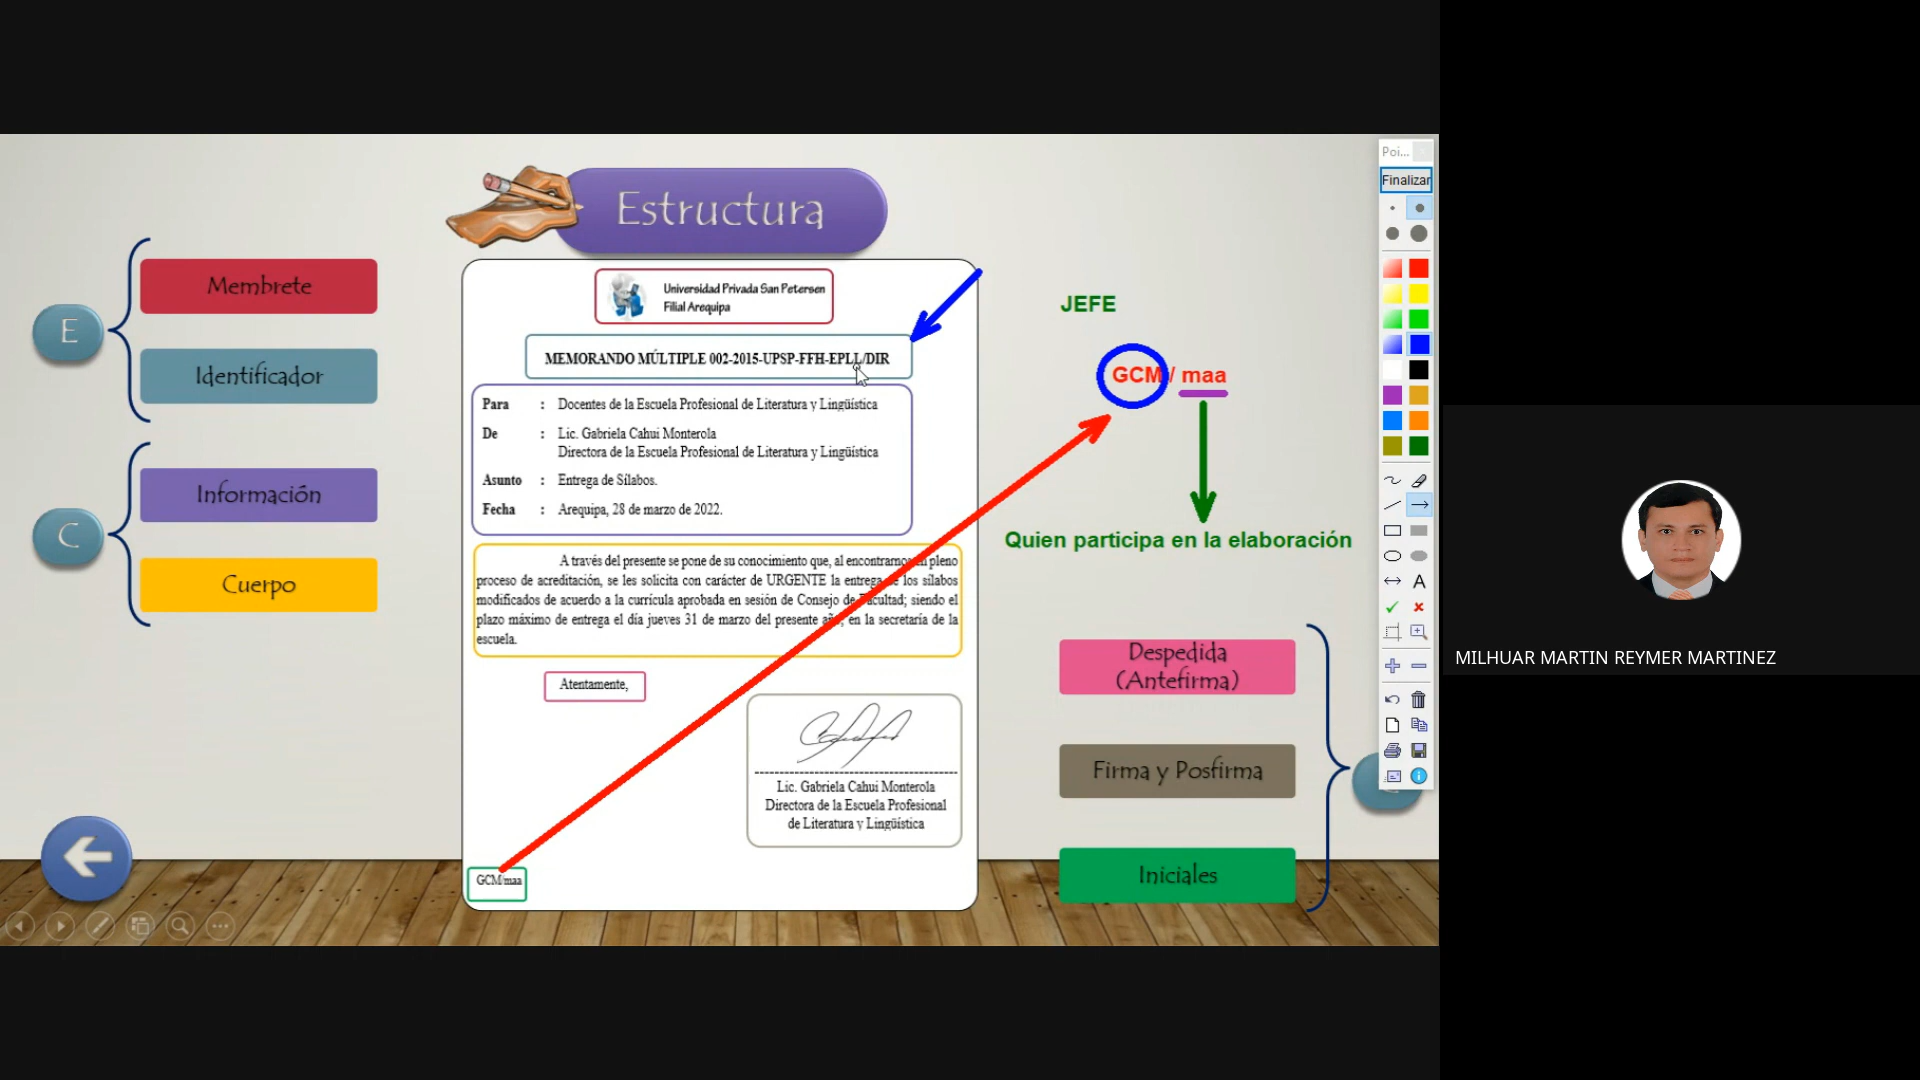 Estructura
E
Membrete
Identificador
C
Información
Cuerpo
Universidad Privada San Petersen
Filial Arequipa
MEMORANDO MÚLTIPLE 002-2015-UPSP-FFH-EPLL/DIR
Para : Docentes de la Escuela Profesional de Literatura y Lingüística
De : Lic. Gabriela Cahui Monterola
Directora de la Escuela Profesional de Literatura y Lingüística
Asunto : Entrega de Sílabos.
Fecha : Arequipa, 28 de marzo de 2022.
A través del presente se pone de su conocimiento que, al encontrarnos en pleno
proceso de acreditación, se les solicita con carácter de URGENTE la entrega de los sílabos
modificados de acuerdo a la currícula aprobada en sesión de Consejo de Facultad; siendo el
plazo máximo de entrega el día jueves 31 de marzo del presente año, en la secretaría de la
escuela.
Atentamente,
Lic. Gabriela Cahui Monterola
Directora de la Escuela Profesional
de Literatura y Lingüística
GCM/maa
JEFE
GCM / maa
Quien participa en la elaboración
Despedida
(Antefirma)
Firma y Posfirma
Iniciales
Poi...
Finalizar
A
MILHUAR MARTIN REYMER MARTINEZ